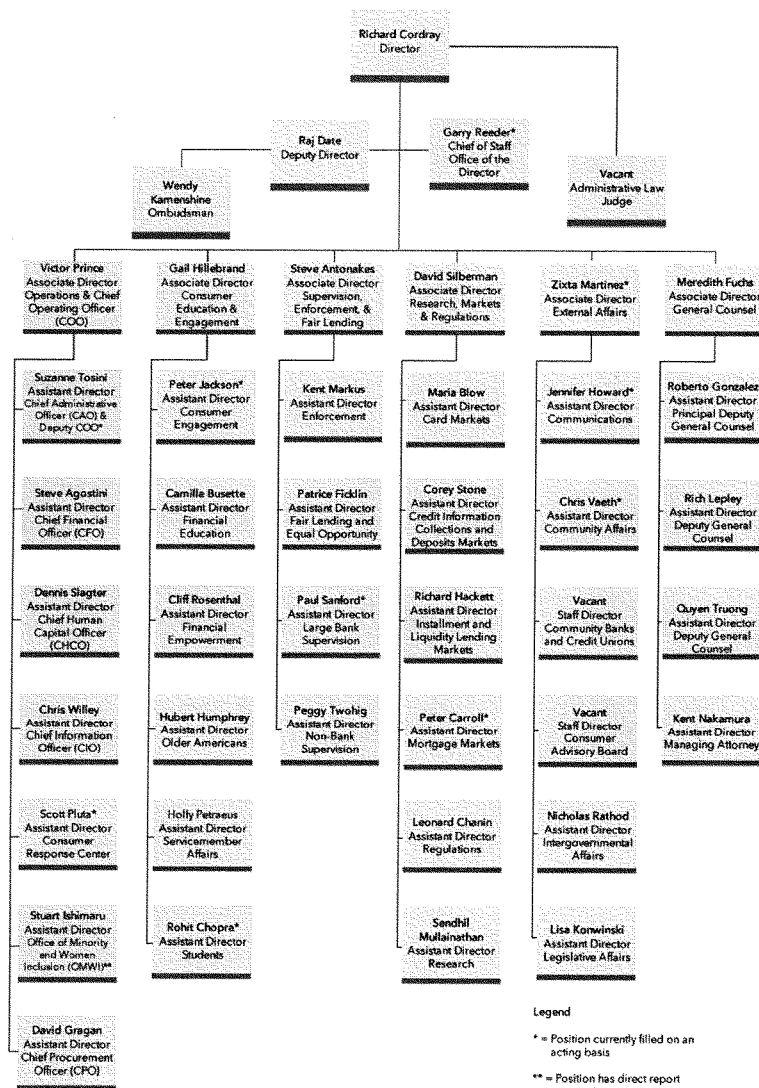 Richard Cordray
Director
Raj Date
Deputy Director
Garry Reeder*
Chief of Staff
Office of the
Director
Wendy
Kamenshine
Ombudsman
Vacant
Administrative Law
Judge
Victor Prince
Associate Director
Operations & Chief
Operating Officer
(COO)
Suzanne Tosini
Assistant Director
Chief Administrative
Officer (CAO) &
Deputy COO*
Steve Agostini
Assistant Director
Chief Financial
Officer (CFO)
Dennis Slagter
Assistant Director
Chief Human
Capital Officer
(CHCO)
Chris Willey
Assistant Director
Chief Information
Officer (CIO)
Scott Pluta*
Assistant Director
Consumer
Response Center
Stuart Ishimaru
Assistant Director
Office of Minority
and Women
Inclusion (OMWI)**
David Gragan
Assistant Director
Chief Procurement
Officer (CPO)
Gail Hillebrand
Associate Director
Consumer
Education &
Engagement
Peter Jackson*
Assistant Director
Consumer
Engagement
Camille Busette
Assistant Director
Financial
Education
Cliff Rosenthal
Assistant Director
Financial
Empowerment
Hubert Humphrey
Assistant Director
Older Americans
Holly Petraeus
Assistant Director
Servicemember
Affairs
Rohit Chopra*
Assistant Director
Students
Steve Antonakes
Associate Director
Supervision,
Enforcement, &
Fair Lending
Kent Markus
Assistant Director
Enforcement
Patrice Ficklin
Assistant Director
Fair Lending and
Equal Opportunity
Paul Sanford*
Assistant Director
Large Bank
Supervision
Peggy Twohig
Assistant Director
Non-Bank
Supervision
David Silberman
Associate Director
Research, Markets
& Regulations
Maria Blow
Assistant Director
Card Markets
Corey Stone
Assistant Director
Credit Information
Collections and
Deposits Markets
Richard Hackett
Assistant Director
Installment and
Liquidity Lending
Markets
Peter Carroll*
Assistant Director
Mortgage Markets
Leonard Chanin
Assistant Director
Regulations
Sendhil
Mullainathan
Assistant Director
Research
Zixta Martinez*
Associate Director
External Affairs
Jennifer Howard*
Assistant Director
Communications
Chris Vaeth*
Assistant Director
Community Affairs
Vacant
Staff Director
Community Banks
and Credit Unions
Vacant
Staff Director
Consumer
Advisory Board
Nicholas Rathod
Assistant Director
Intergovernmental
Affairs
Lisa Konwinski
Assistant Director
Legislative Affairs
Meredith Fuchs
Associate Director
General Counsel
Roberto Gonzalez
Assistant Director
Principal Deputy
General Counsel
Rich Lepley
Assistant Director
Deputy General
Counsel
Quyen Truong
Assistant Director
Deputy General
Counsel
Kent Nakamura
Assistant Director
Managing Attorney
Legend
* = Position currently filled on an
acting basis
** = Position has direct report